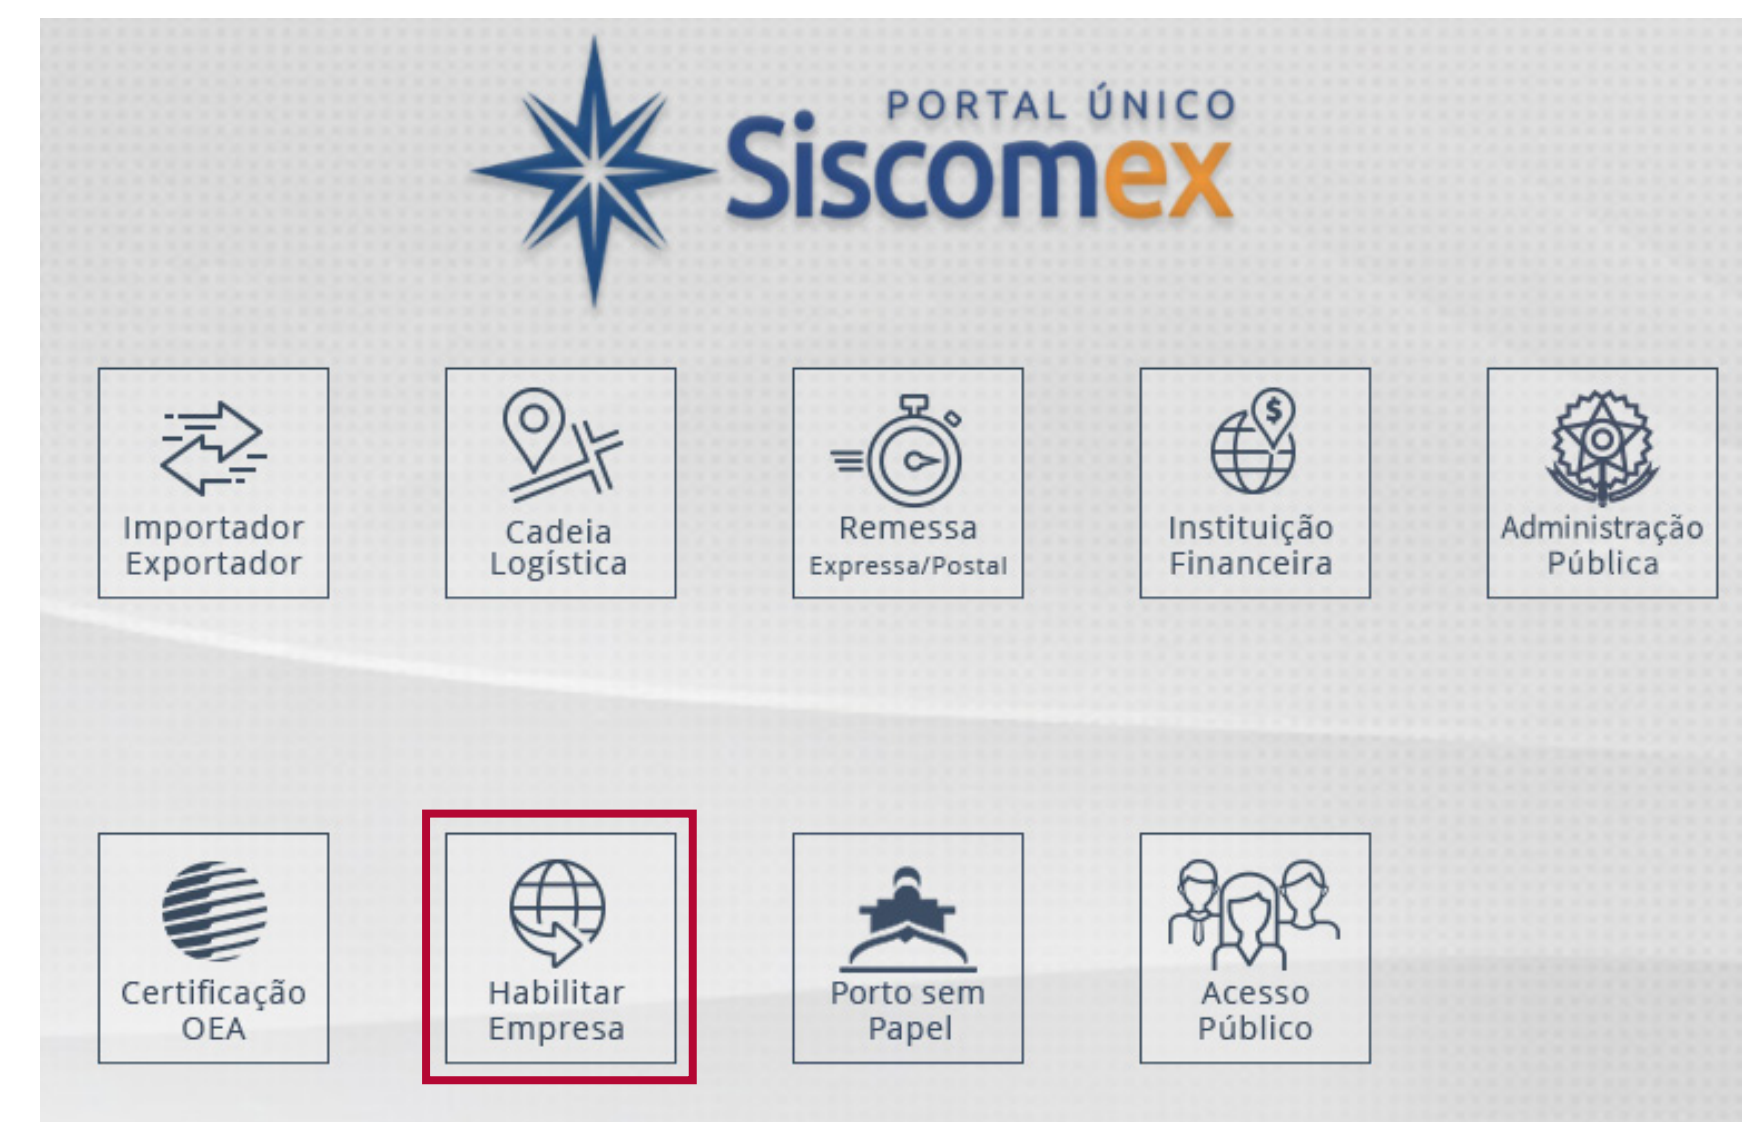 PORTAL ÚNICO
Siscomex
Importador
Exportador
Cadeia
Logística
Remessa
Expressa/Postal
$
Instituição
Financeira
Administração
Pública
Certificação
OEA
Habilitar
Empresa
Porto sem
Papel
Acesso
Público